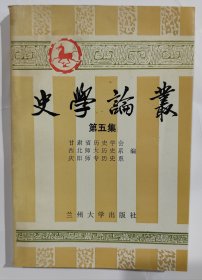 史學論叢
第五集
甘肃省历史学会
西北师大历史系 编
庆阳师专历史系
兰州大学出版社